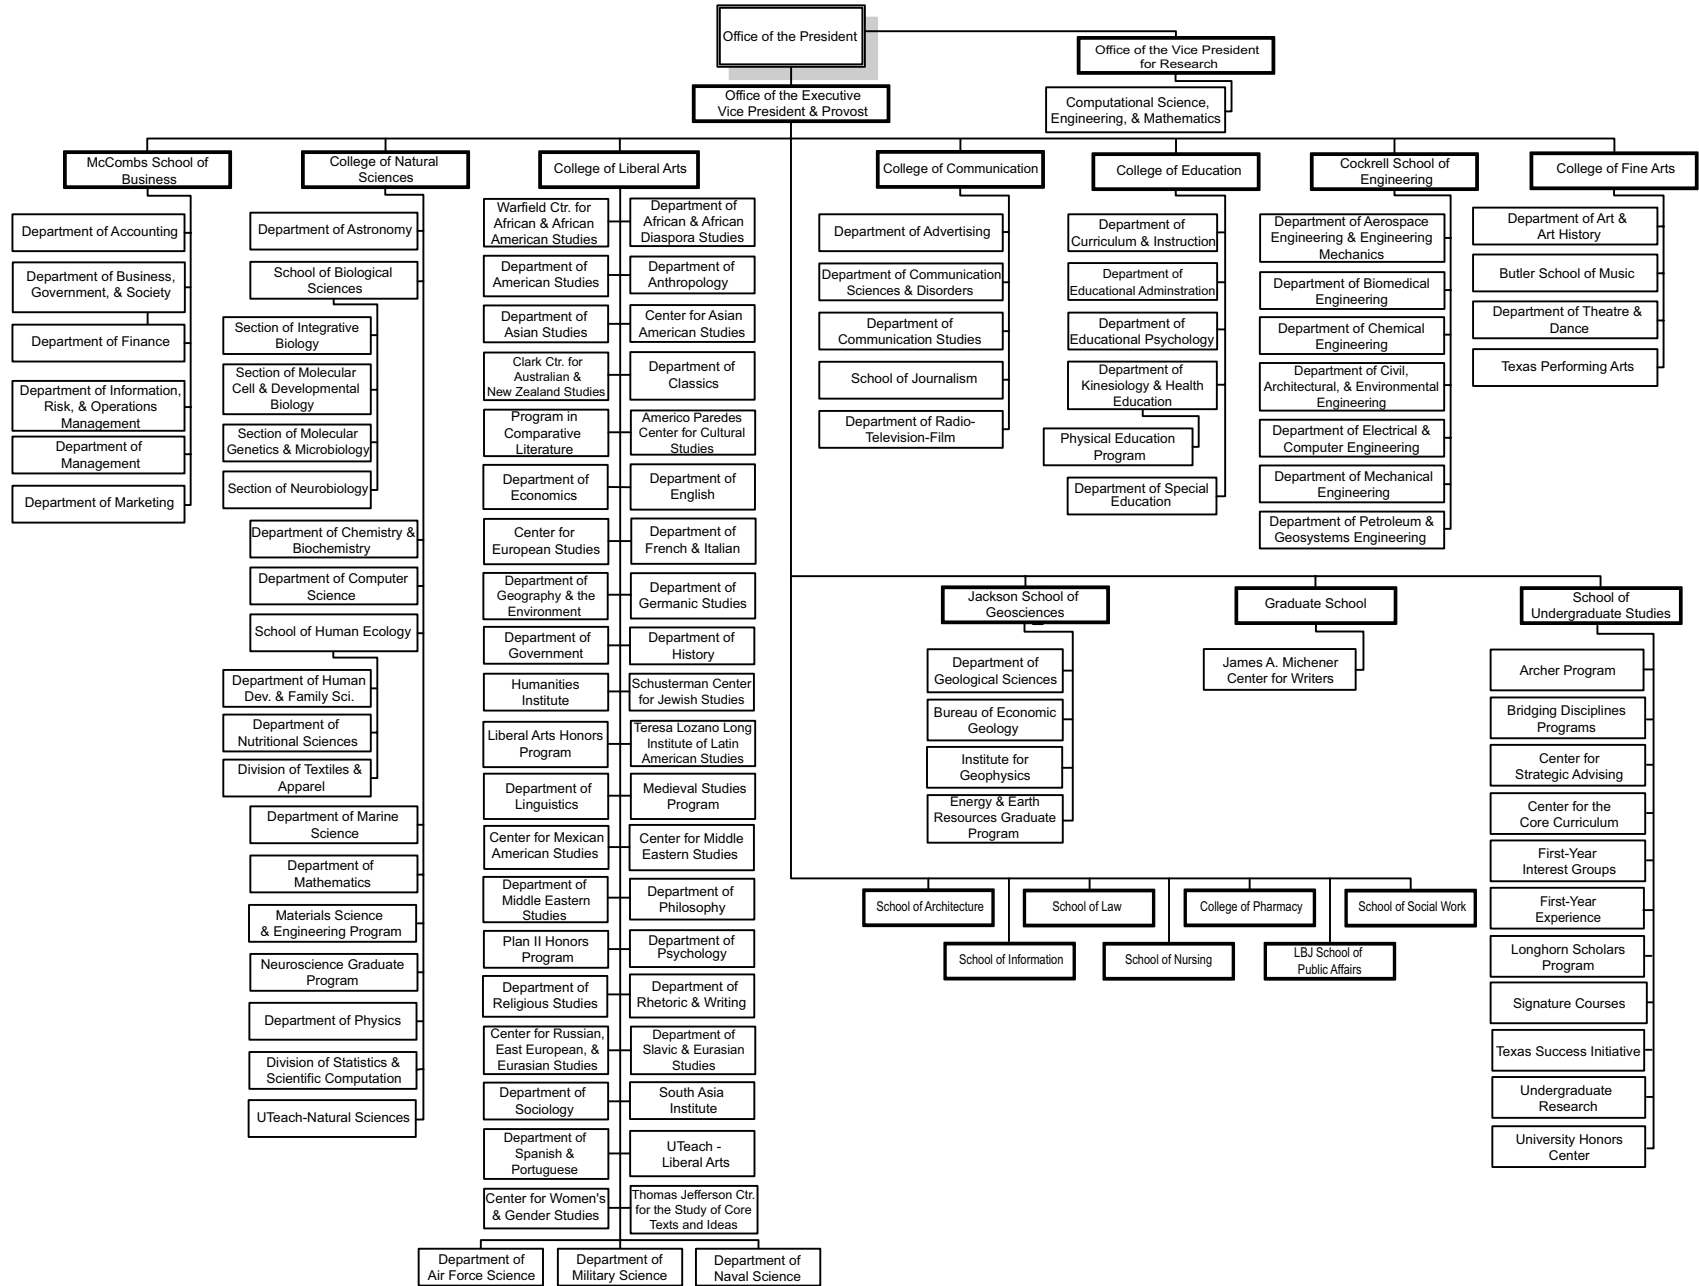 Office of the President
Office of the Vice President
for Research
Office of the Executive
Vice President & Provost
Computational Science,
Engineering, & Mathematics
McCombs School of
Business
Department of Accounting
Department of Business,
Government, & Society
Department of Finance
Department of Information,
Risk, & Operations
Management
Department of
Management
Department of Marketing
College of Natural
Sciences
Department of Astronomy
School of Biological
Sciences
Section of Integrative
Biology
Section of Molecular
Cell & Developmental
Biology
Section of Molecular
Genetics & Microbiology
Section of Neurobiology
Department of Chemistry &
Biochemistry
Department of Computer
Science
School of Human Ecology
Department of Human
Dev. & Family Sci.
Department of
Nutritional Sciences
Division of Textiles &
Apparel
Department of Marine
Science
Department of
Mathematics
Materials Science
& Engineering Program
Neuroscience Graduate
Program
Department of Physics
Division of Statistics &
Scientific Computation
UTeach-Natural Sciences
College of Liberal Arts
Warfield Ctr. for
African & African
American Studies
Department of
African & African
Diaspora Studies
Department of
American Studies
Department of
Anthropology
Department of
Asian Studies
Center for Asian
American Studies
Clark Ctr. for
Australian &
New Zealand Studies
Department of
Classics
Program in
Comparative
Literature
Americo Paredes
Center for Cultural
Studies
Department of
Economics
Department of
English
Center for
European Studies
Department of
French & Italian
Department of
Geography & the
Environment
Department of
Germanic Studies
Department of
Government
Department of
History
Humanities
Institute
Schusterman Center
for Jewish Studies
Liberal Arts Honors
Program
Teresa Lozano Long
Institute of Latin
American Studies
Department of
Linguistics
Medieval Studies
Program
Center for Mexican
American Studies
Center for Middle
Eastern Studies
Department of
Middle Eastern
Studies
Department of
Philosophy
Plan II Honors
Program
Department of
Psychology
Department of
Religious Studies
Department of
Rhetoric & Writing
Center for Russian,
East European, &
Eurasian Studies
Department of
Slavic & Eurasian
Studies
Department of
Sociology
South Asia
Institute
Department of
Spanish &
Portuguese
UTeach -
Liberal Arts
Center for Women's
& Gender Studies
Thomas Jefferson Ctr.
for the Study of Core
Texts and Ideas
Department of
Air Force Science
Department of
Military Science
Department of
Naval Science
College of Communication
Department of Advertising
Department of Communication
Sciences & Disorders
Department of
Communication Studies
School of Journalism
Department of Radio-
Television-Film
College of Education
Department of
Curriculum & Instruction
Department of
Educational Adminstration
Department of
Educational Psychology
Department of
Kinesiology & Health
Education
Physical Education
Program
Department of Special
Education
Cockrell School of
Engineering
Department of Aerospace
Engineering & Engineering
Mechanics
Department of Biomedical
Engineering
Department of Chemical
Engineering
Department of Civil,
Architectural, & Environmental
Engineering
Department of Electrical &
Computer Engineering
Department of Mechanical
Engineering
Department of Petroleum &
Geosystems Engineering
College of Fine Arts
Department of Art &
Art History
Butler School of Music
Department of Theatre &
Dance
Texas Performing Arts
Jackson School of
Geosciences
Department of
Geological Sciences
Bureau of Economic
Geology
Institute for
Geophysics
Energy & Earth
Resources Graduate
Program
Graduate School
James A. Michener
Center for Writers
School of
Undergraduate Studies
Archer Program
Bridging Disciplines
Programs
Center for
Strategic Advising
Center for the
Core Curriculum
First-Year
Interest Groups
First-Year
Experience
Longhorn Scholars
Program
Signature Courses
Texas Success Initiative
Undergraduate
Research
University Honors
Center
School of Architecture
School of Law
College of Pharmacy
School of Social Work
School of Information
School of Nursing
LBJ School of
Public Affairs